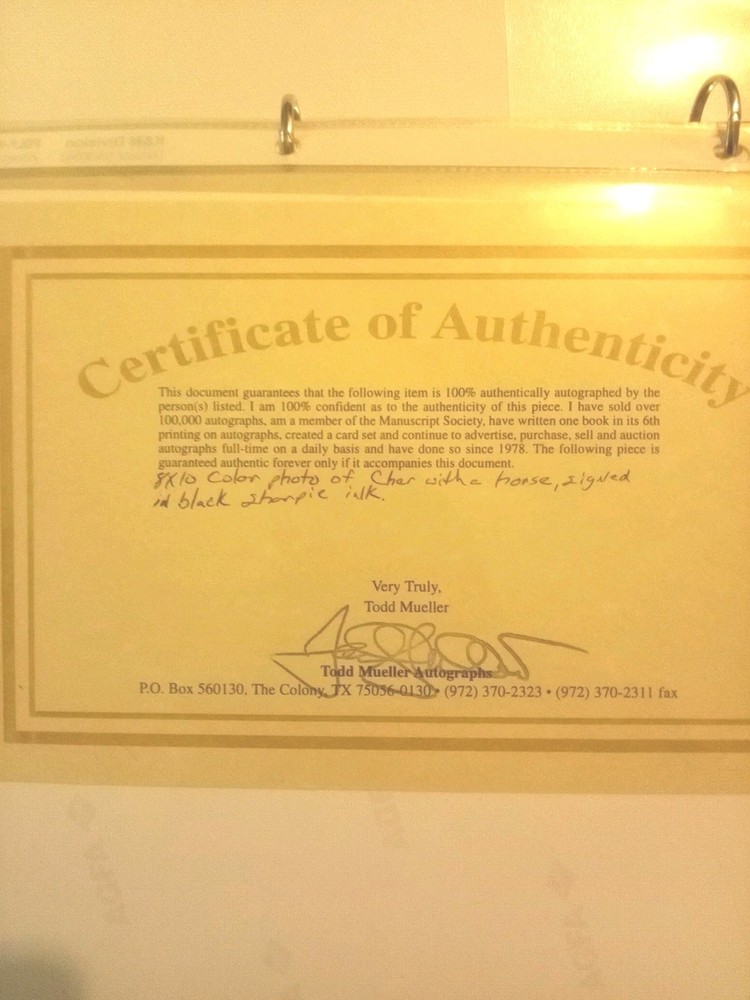 Certificate of Authenticity
This document guarantees that the following item is 100% authentically autographed by the
person(s) listed. I am 100% confident as to the authenticity of this piece. I have sold over
100,000 autographs, am a member of the Manuscript Society, have written one book in its 6th
printing on autographs, created a card set and continue to advertise, purchase, sell and auction
autographs full-time on a daily basis and have done so since 1978. The following piece is
guaranteed authentic forever only if it accompanies this document.
8X10 Color photo of Cher with a horse, signed
in black sharpie ink.
Very Truly,
Todd Mueller
Todd Mueller Autographs
P.O. Box 560130, The Colony, TX 75056-0130 • (972) 370-2323 • (972) 370-2311 fax